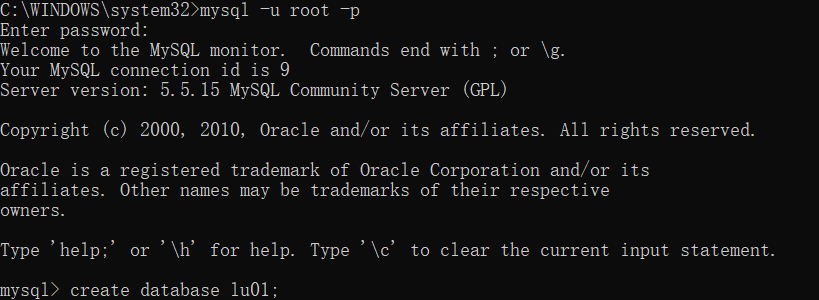 C:\WINDOWS\system32>mysql -u root -p
Enter password:
Welcome to the MySQL monitor.  Commands end with ; or \g.
Your MySQL connection id is 9
Server version: 5.5.15 MySQL Community Server (GPL)
Copyright (c) 2000, 2010, Oracle and/or its affiliates. All rights reserved.
Oracle is a registered trademark of Oracle Corporation and/or its
affiliates. Other names may be trademarks of their respective
owners.
Type 'help;' or '\h' for help. Type '\c' to clear the current input statement.
mysql> create database lu01;